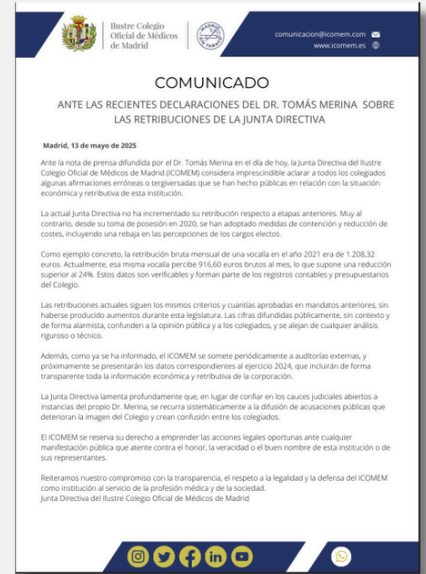 Ilustre Colegio
Oficial de Médicos
de Madrid
comunicacion@icomem.com
www.icomem.es
COMUNICADO
ANTE LAS RECIENTES DECLARACIONES DEL DR. TOMÁS MERINA SOBRE
LAS RETRIBUCIONES DE LA JUNTA DIRECTIVA
Madrid, 13 de mayo de 2025
Ante la nota de prensa difundida por el Dr. Tomás Merina en el día de hoy, la Junta Directiva del Ilustre
Colegio Oficial de Médicos de Madrid (ICOMEM) considera imprescindible aclarar a todos los colegiados
algunas afirmaciones erróneas o tergiversadas que se han hecho públicas en relación con la situación
económica y retributiva de esta institución.
La actual Junta Directiva no ha incrementado su retribución respecto a etapas anteriores. Muy al
contrario, desde su toma de posesión en 2020, se han adoptado medidas de contención y reducción de
costes, incluyendo una rebaja en las percepciones de los cargos electos.
Como ejemplo concreto, la retribución bruta mensual de una vocalía en el año 2021 era de 1.208,32
euros. Actualmente, esa misma vocalía percibe 916,60 euros brutos al mes, lo que supone una reducción
superior al 24%. Estos datos son verificables y forman parte de los registros contables y presupuestarios
del Colegio.
Las retribuciones actuales siguen los mismos criterios y cuantías aprobadas en mandatos anteriores, sin
haberse producido aumentos durante esta legislatura. Las cifras difundidas públicamente, sin contexto y
de forma alarmista, confunden a la opinión pública y a los colegiados, y se alejan de cualquier análisis
riguroso o técnico.
Además, como ya se ha informado, el ICOMEM se somete periódicamente a auditorías externas, y
próximamente se presentarán los datos correspondientes al ejercicio 2024, que incluirán de forma
transparente toda la información económica y retributiva de la corporación.
La Junta Directiva lamenta profundamente que, en lugar de confiar en los cauces judiciales abiertos a
instancias del propio Dr. Merina, se recurra sistemáticamente a la difusión de acusaciones públicas que
deterioran la imagen del Colegio y crean confusión entre los colegiados.
El ICOMEM se reserva su derecho a emprender las acciones legales oportunas ante cualquier
manifestación pública que atente contra el honor, la veracidad o el buen nombre de esta institución o de
sus representantes.
Reiteramos nuestro compromiso con la transparencia, el respeto a la legalidad y la defensa del ICOMEM
como institución al servicio de la profesión médica y de la sociedad.
Junta Directiva del Ilustre Colegio Oficial de Médicos de Madrid